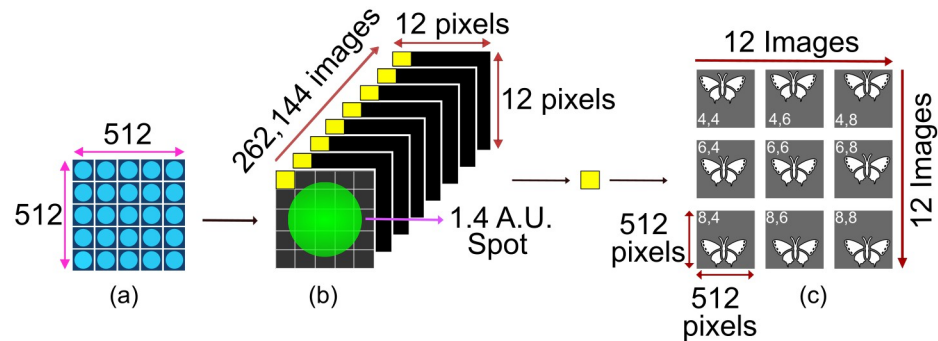 512
512
(a)
262,144 images
12 pixels
12 pixels
1.4 A.U.
Spot
(b)
12 Images
12 Images
4,4
4,6
4,8
6,4
6,6
6,8
8,4
8,6
8,8
512
pixels
512
pixels
(c)